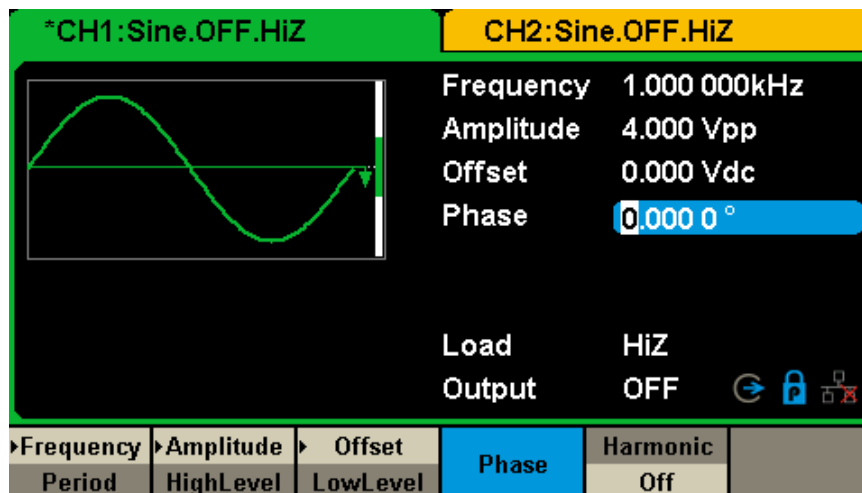 *CH1:Sine.OFF.HiZ
CH2:Sine.OFF.HiZ
Frequency 1.000 000kHz
Amplitude 4.000 Vpp
Offset 0.000 Vdc
Phase 0.000 0 °
Load HiZ
Output OFF
P
Frequency Amplitude Offset Phase Harmonic
Period HighLevel LowLevel Off